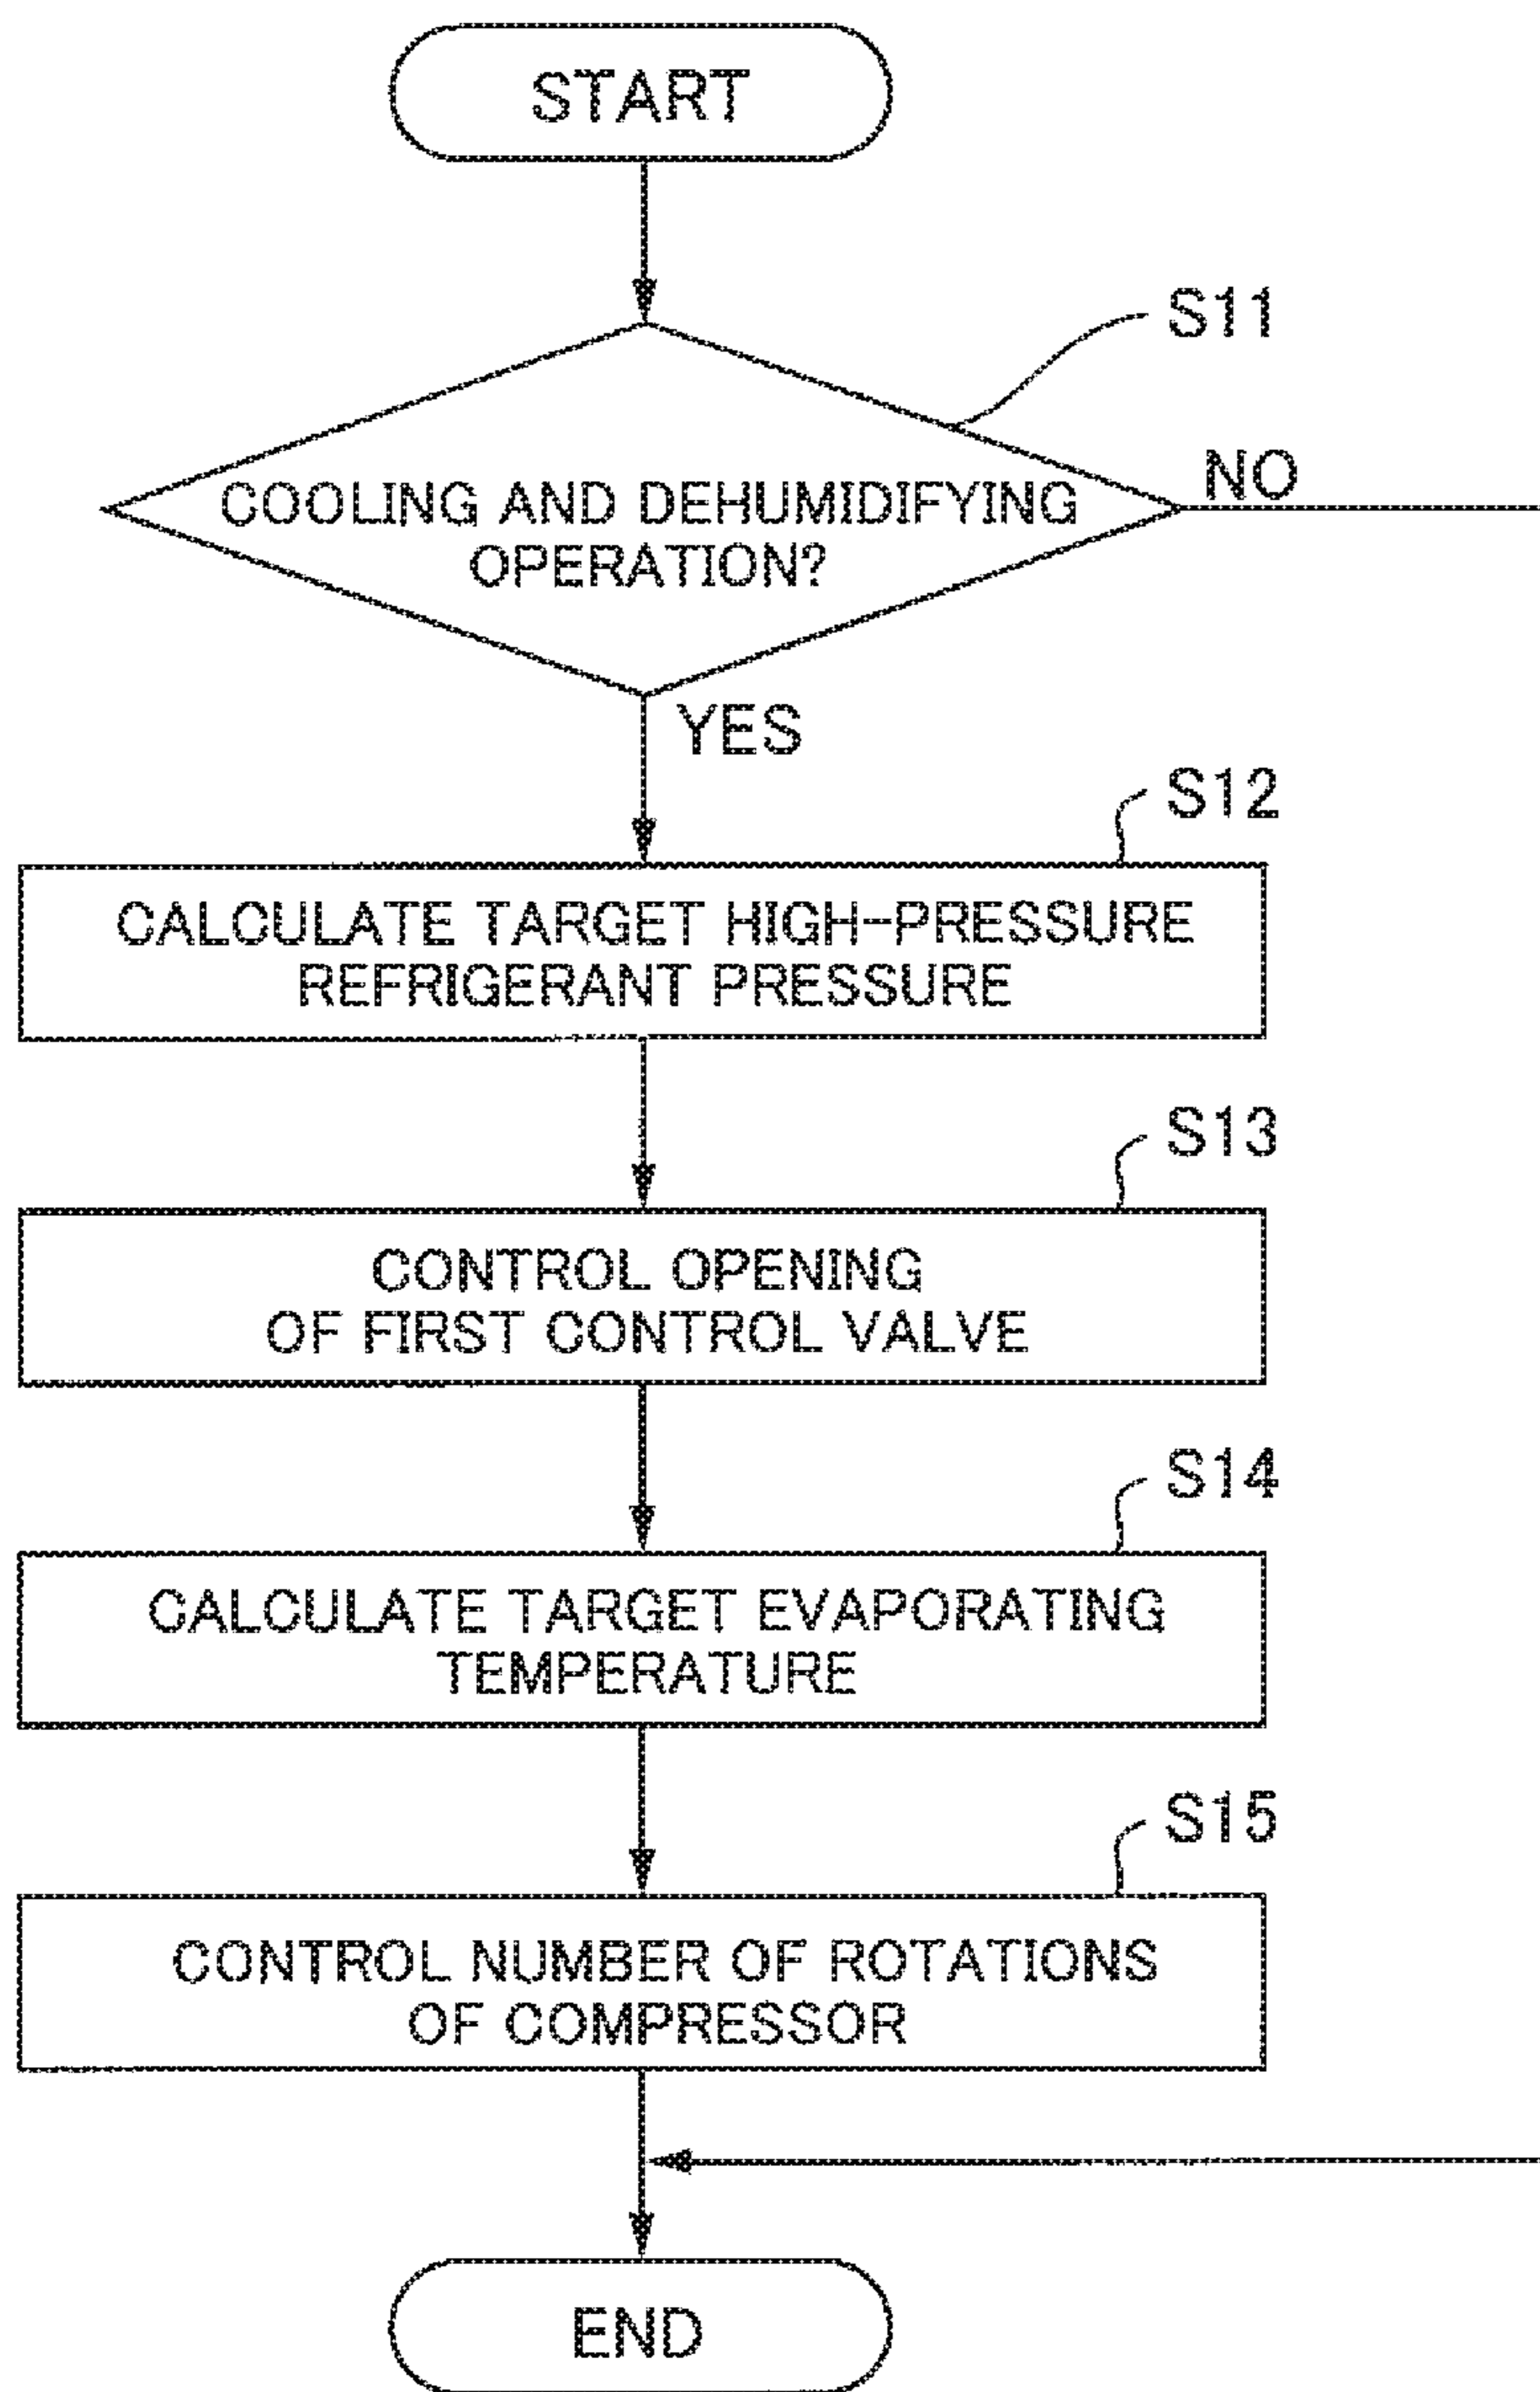 START
S11
COOLING AND DEHUMIDIFYING
OPERATION?
NO
YES
S12
CALCULATE TARGET HIGH-PRESSURE
REFRIGERANT PRESSURE
S13
CONTROL OPENING
OF FIRST CONTROL VALVE
S14
CALCULATE TARGET EVAPORATING
TEMPERATURE
S15
CONTROL NUMBER OF ROTATIONS
OF COMPRESSOR
END